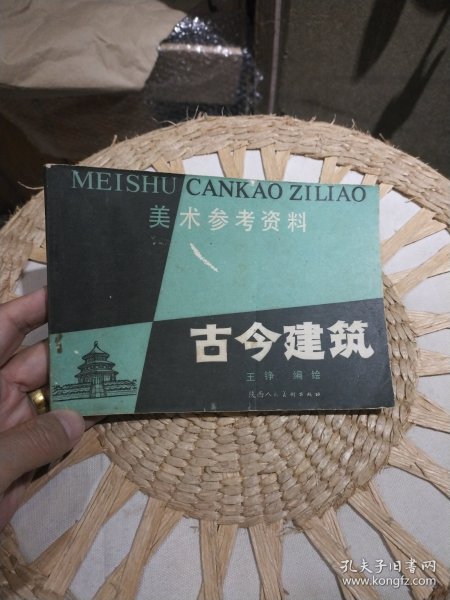 MEISHU CANKAO ZILIAO
美术参考资料
古今建筑
王铮 编绘
陕西人民美术出版社
孔夫子旧书网
www.kongfz.com